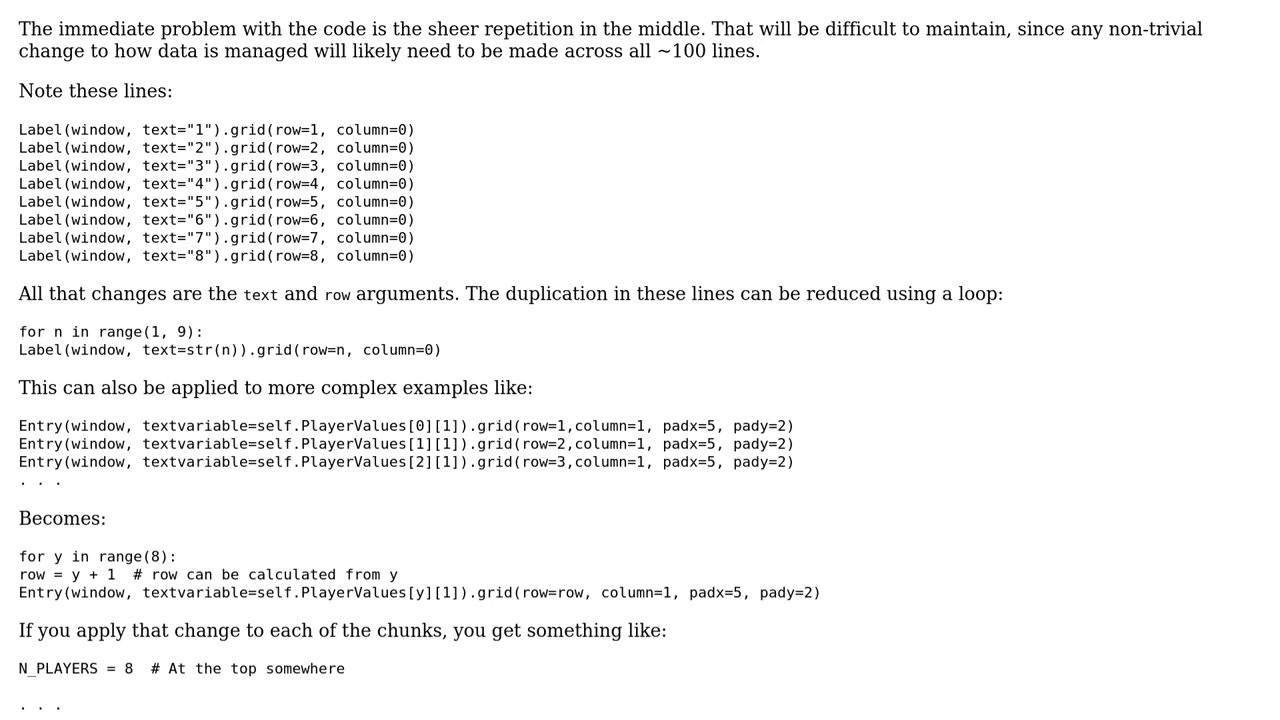 The immediate problem with the code is the sheer repetition in the middle. That will be difficult to maintain, since any non-trivial
change to how data is managed will likely need to be made across all ~100 lines.
Note these lines:
Label(window, text="1").grid(row=1, column=0)
Label(window, text="2").grid(row=2, column=0)
Label(window, text="3").grid(row=3, column=0)
Label(window, text="4").grid(row=4, column=0)
Label(window, text="5").grid(row=5, column=0)
Label(window, text="6").grid(row=6, column=0)
Label(window, text="7").grid(row=7, column=0)
Label(window, text="8").grid(row=8, column=0)
All that changes are the text and row arguments. The duplication in these lines can be reduced using a loop:
for n in range(1, 9):
Label(window, text=str(n)).grid(row=n, column=0)
This can also be applied to more complex examples like:
Entry(window, textvariable=self.PlayerValues[0][1]).grid(row=1,column=1, padx=5, pady=2)
Entry(window, textvariable=self.PlayerValues[1][1]).grid(row=2,column=1, padx=5, pady=2)
Entry(window, textvariable=self.PlayerValues[2][1]).grid(row=3,column=1, padx=5, pady=2)
. . .
Becomes:
for y in range(8):
row = y + 1  # row can be calculated from y
Entry(window, textvariable=self.PlayerValues[y][1]).grid(row=row, column=1, padx=5, pady=2)
If you apply that change to each of the chunks, you get something like:
N_PLAYERS = 8  # At the top somewhere
. . .